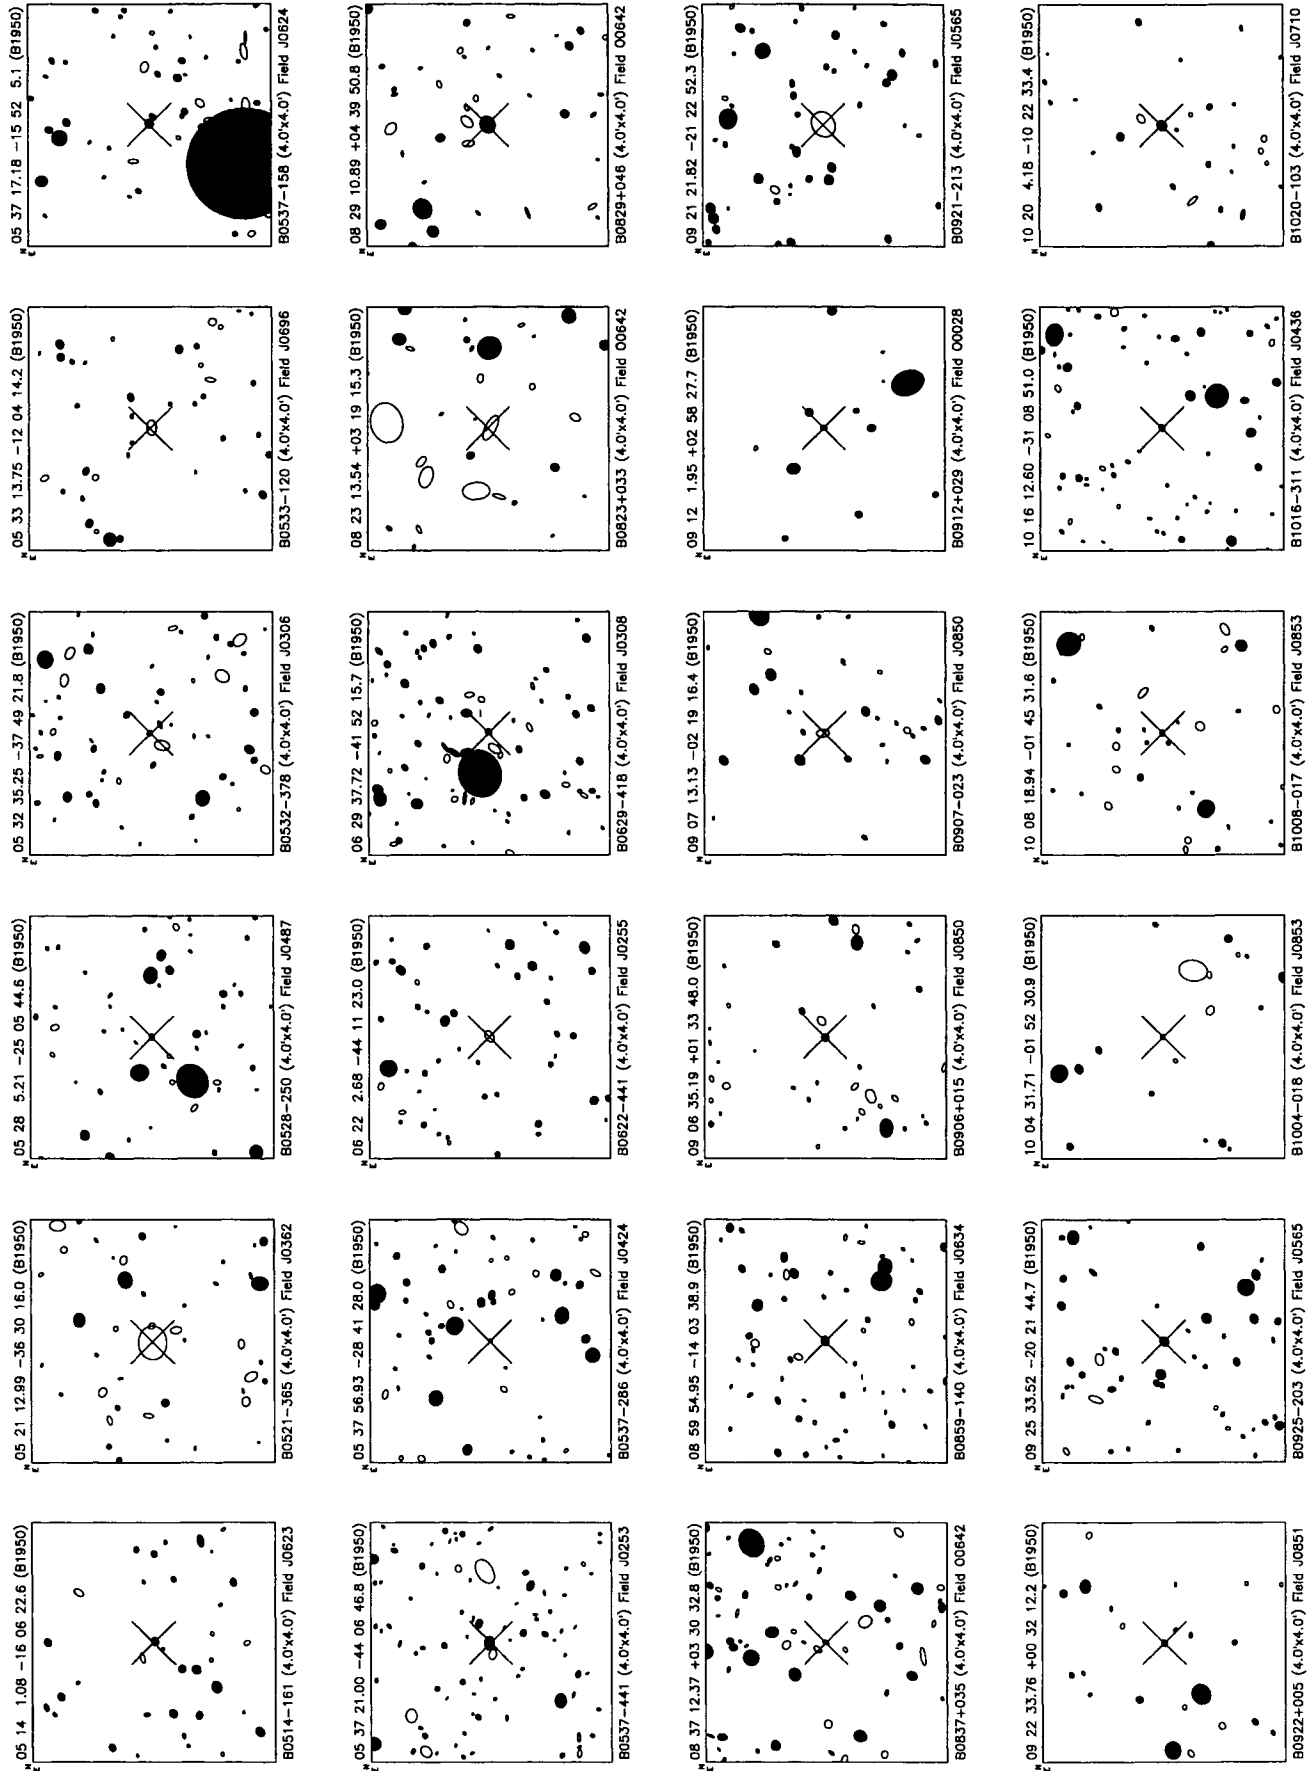 05 14 1.08 -16 06 22.6 (B1950)
N
E
B0514-161 (4.0'x4.0') Field J0623
05 21 12.99 -36 30 16.0 (B1950)
N
E
B0521-365 (4.0'x4.0') Field J0362
05 28 5.21 -25 05 44.6 (B1950)
N
E
B0528-250 (4.0'x4.0') Field J0487
05 32 35.25 -37 49 21.8 (B1950)
N
E
B0532-378 (4.0'x4.0') Field J0306
05 33 13.75 -12 04 14.2 (B1950)
N
E
B0533-120 (4.0'x4.0') Field J0696
05 37 17.18 -15 52 5.1 (B1950)
N
E
B0537-158 (4.0'x4.0') Field J0624
05 37 21.00 -44 06 46.8 (B1950)
N
E
B0537-441 (4.0'x4.0') Field J0253
05 37 56.93 -28 41 28.0 (B1950)
N
E
B0537-286 (4.0'x4.0') Field J0424
06 22 2.68 -44 11 23.0 (B1950)
N
E
B0622-441 (4.0'x4.0') Field J0255
06 29 37.72 -41 52 15.7 (B1950)
N
E
B0629-418 (4.0'x4.0') Field J0308
08 23 13.54 +03 19 15.3 (B1950)
N
E
B0823+033 (4.0'x4.0') Field O0642
08 29 10.89 +04 39 50.8 (B1950)
N
E
B0829+046 (4.0'x4.0') Field O0642
08 37 12.37 +03 30 32.8 (B1950)
N
E
B0837+035 (4.0'x4.0') Field O0642
08 59 54.95 -14 03 38.9 (B1950)
N
E
B0859-140 (4.0'x4.0') Field J0634
09 06 35.19 +01 33 48.0 (B1950)
N
E
B0906+015 (4.0'x4.0') Field J0850
09 07 13.13 -02 19 16.4 (B1950)
N
E
B0907-023 (4.0'x4.0') Field J0850
09 12 1.95 +02 58 27.7 (B1950)
N
E
B0912+029 (4.0'x4.0') Field O0028
09 21 21.82 -21 22 52.3 (B1950)
N
E
B0921-213 (4.0'x4.0') Field J0565
09 22 33.76 +00 32 12.2 (B1950)
N
E
B0922+005 (4.0'x4.0') Field J0851
09 25 33.52 -20 21 44.7 (B1950)
N
E
B0925-203 (4.0'x4.0') Field J0565
10 04 31.71 -01 52 30.9 (B1950)
N
E
B1004-018 (4.0'x4.0') Field J0853
10 08 18.94 -01 45 31.6 (B1950)
N
E
B1008-017 (4.0'x4.0') Field J0853
10 16 12.60 -31 08 51.0 (B1950)
N
E
B1016-311 (4.0'x4.0') Field J0436
10 20 4.18 -10 22 33.4 (B1950)
N
E
B1020-103 (4.0'x4.0') Field J0710